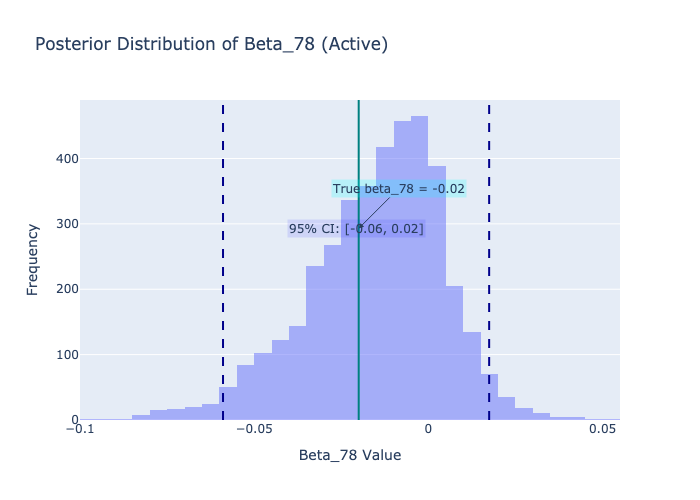 Posterior Distribution of Beta_78 (Active)
400
True beta_78 = -0.02
300
95% CI: [-0.06, 0.02]
Frequency
200
100
0
−0.1
−0.05
0
0.05
Beta_78 Value